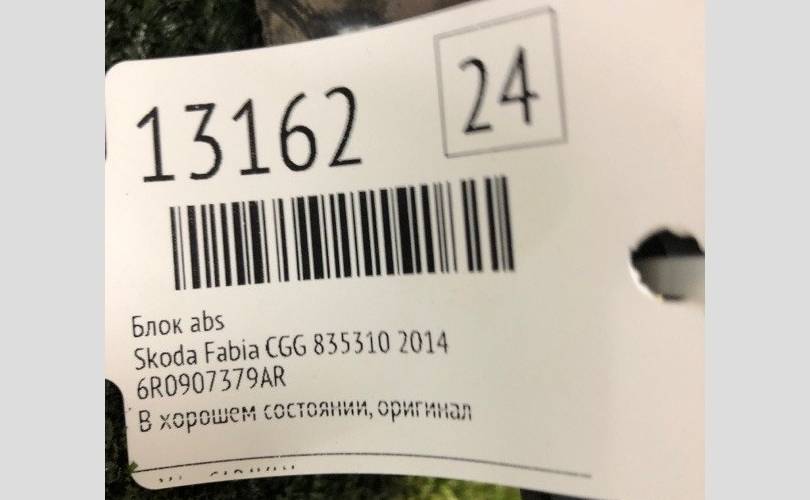 13162
24
Блок abs
Skoda Fabia CGG 835310 2014
6R0907379AR
В хорошем состоянии, оригинал